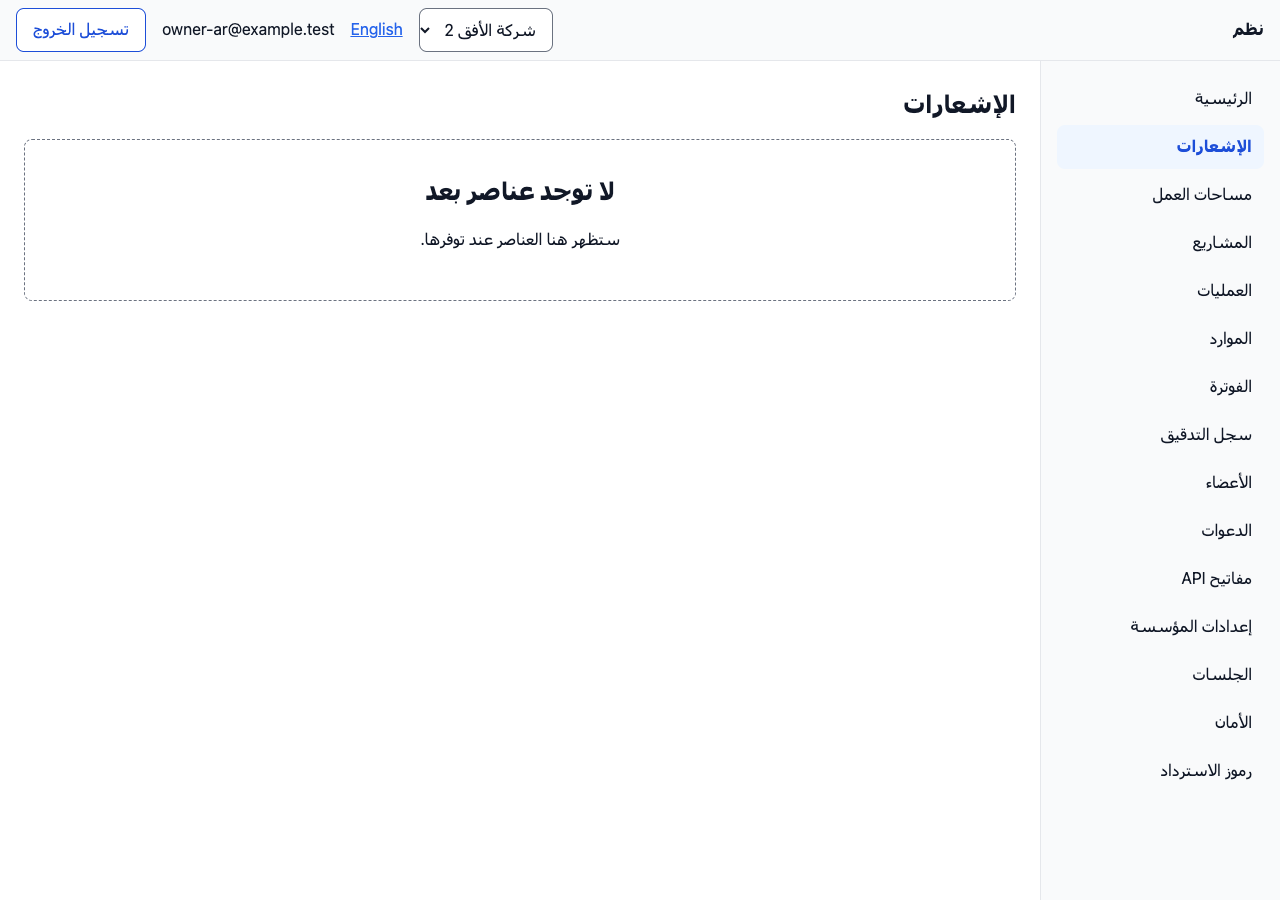 نظم
شركة الأفق 2
English
owner-ar@example.test
تسجيل الخروج
الرئيسية
الإشعارات
مساحات العمل
المشاريع
العمليات
الموارد
الفوترة
سجل التدقيق
الأعضاء
الدعوات
مفاتيح API
إعدادات المؤسسة
الجلسات
الأمان
رموز الاسترداد
الإشعارات
لا توجد عناصر بعد
ستظهر هنا العناصر عند توفرها.